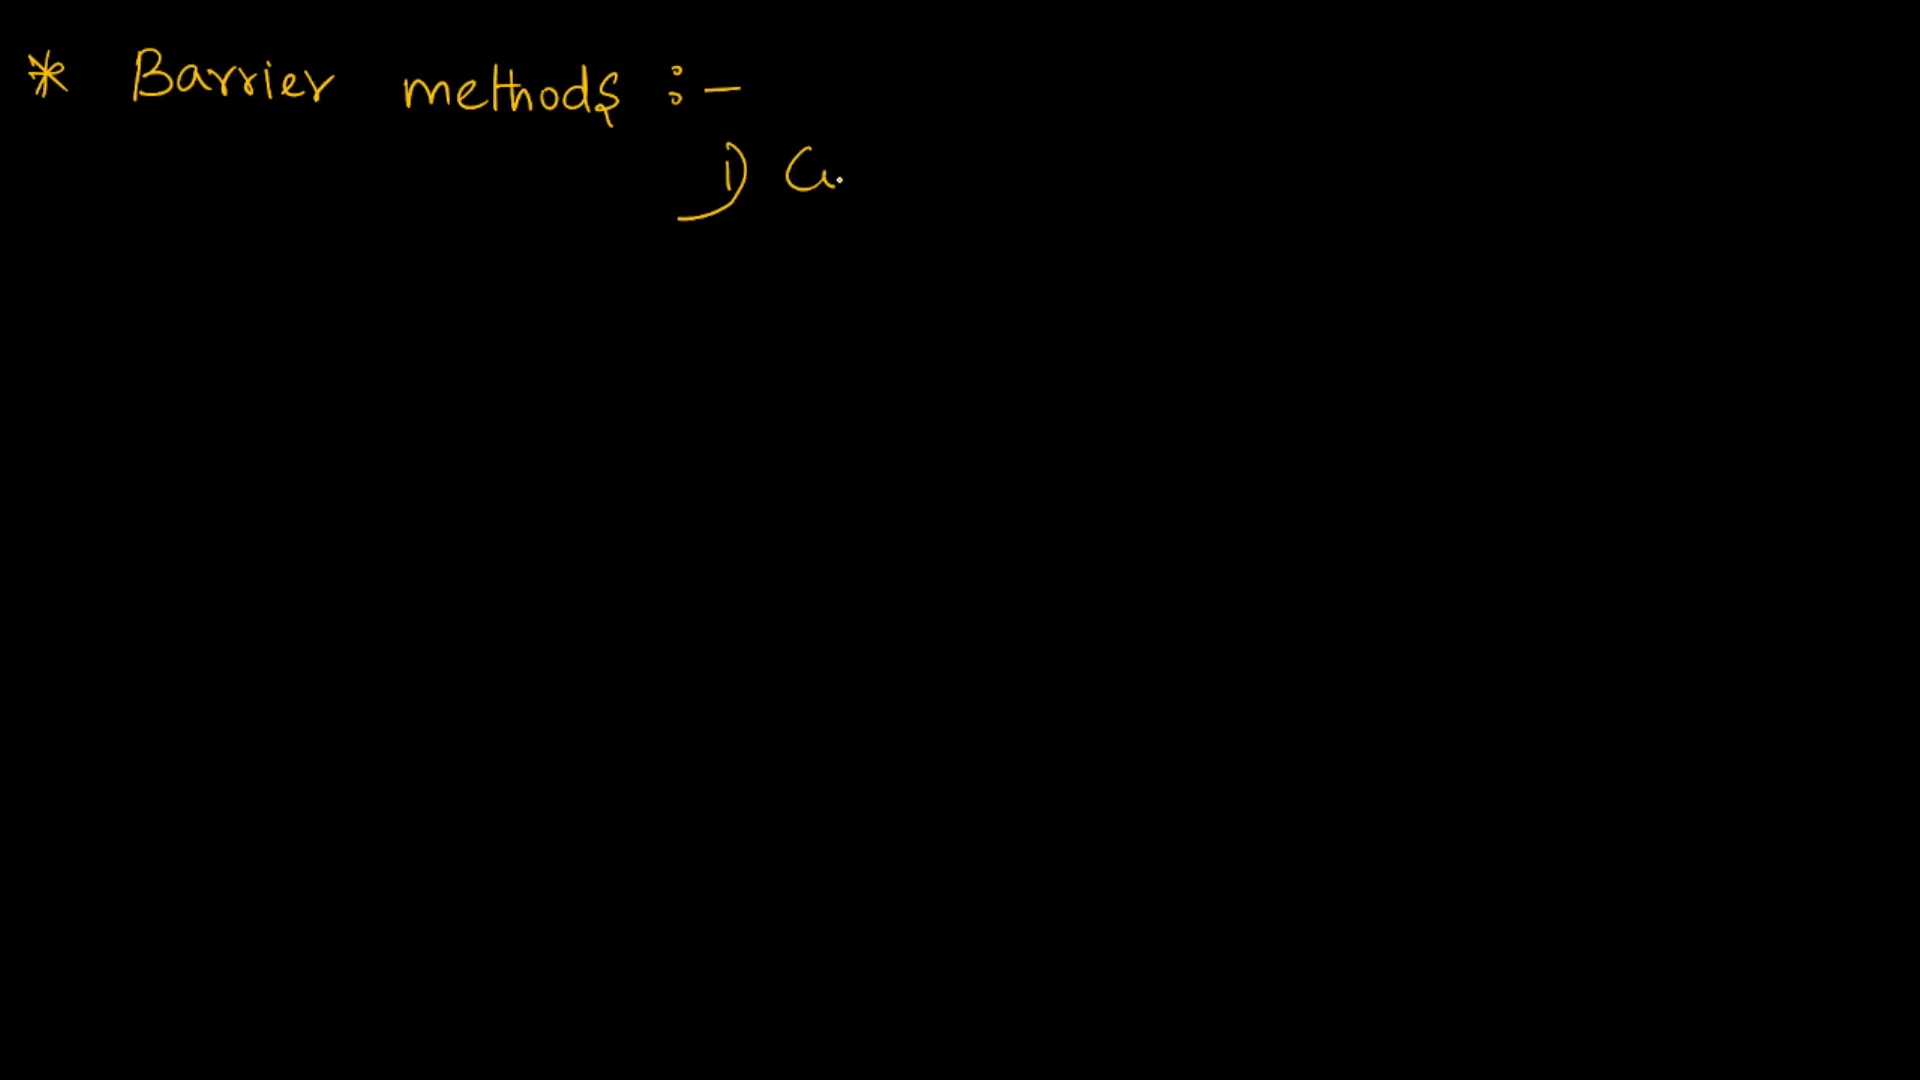 * Barrier methods :-
1) C